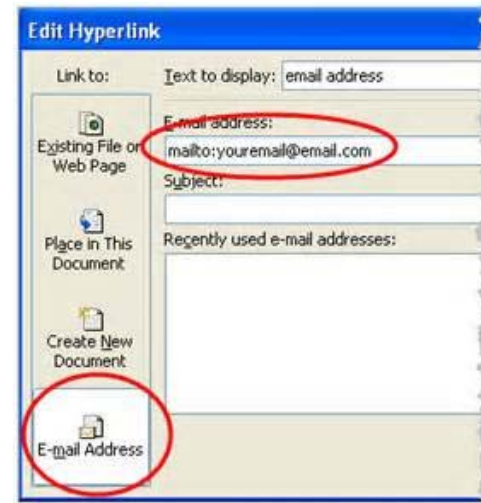 Edit Hyperlink
Link to:
Text to display: email address
Existing File or
Web Page
E-mail address:
mailto:youremail@email.com
Subject:
Place in This
Document
Recently used e-mail addresses:
Create New
Document
E-mail Address